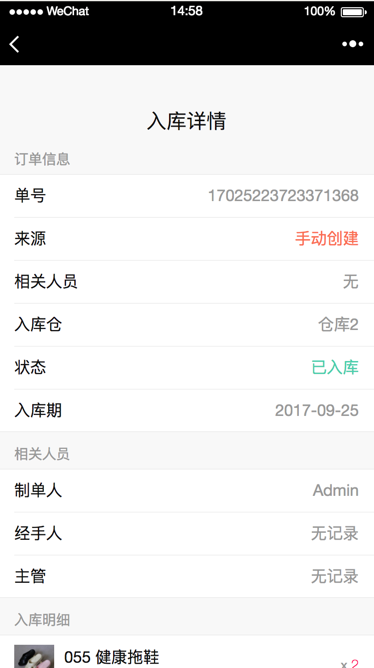 WeChat 14:58 100%
入库详情
订单信息
单号 17025223723371368
来源 手动创建
相关人员 无
入库仓 仓库2
状态 已入库
入库期 2017-09-25
相关人员
制单人 Admin
经手人 无记录
主管 无记录
入库明细
055 健康拖鞋 x 2